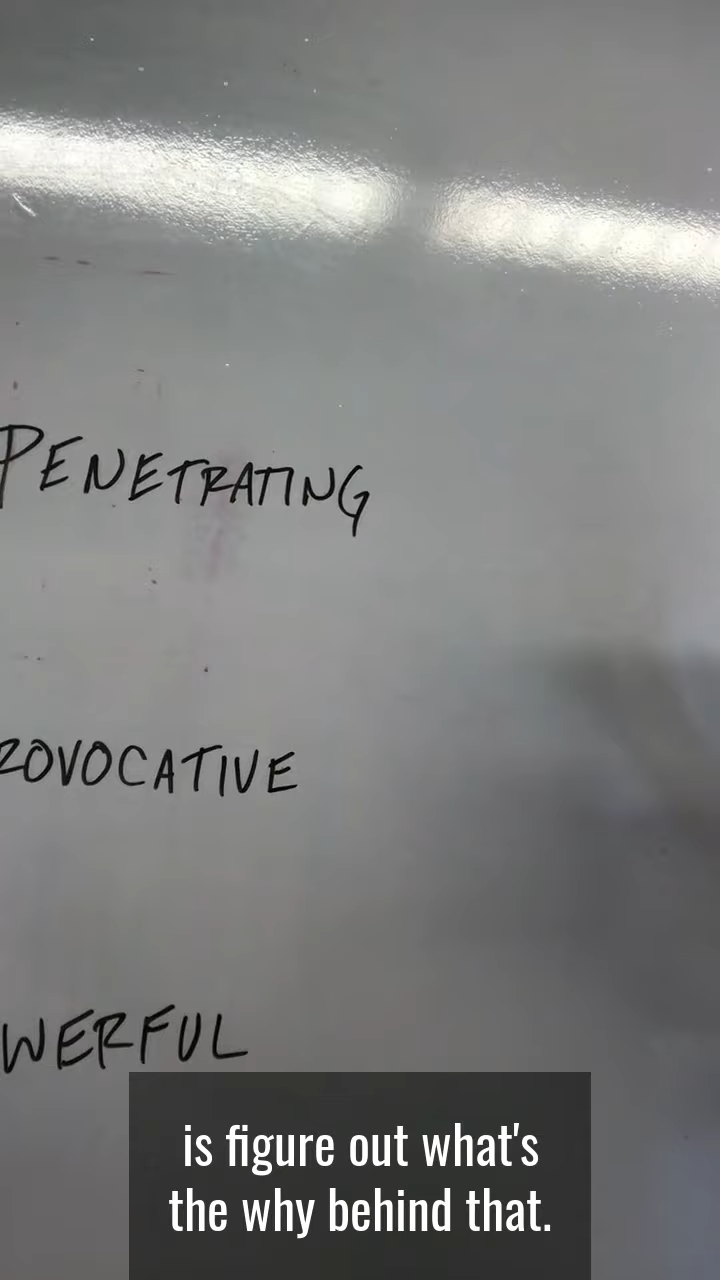 PENETRATING
ROVOCATIVE
WERFUL
is figure out what's
the why behind that.